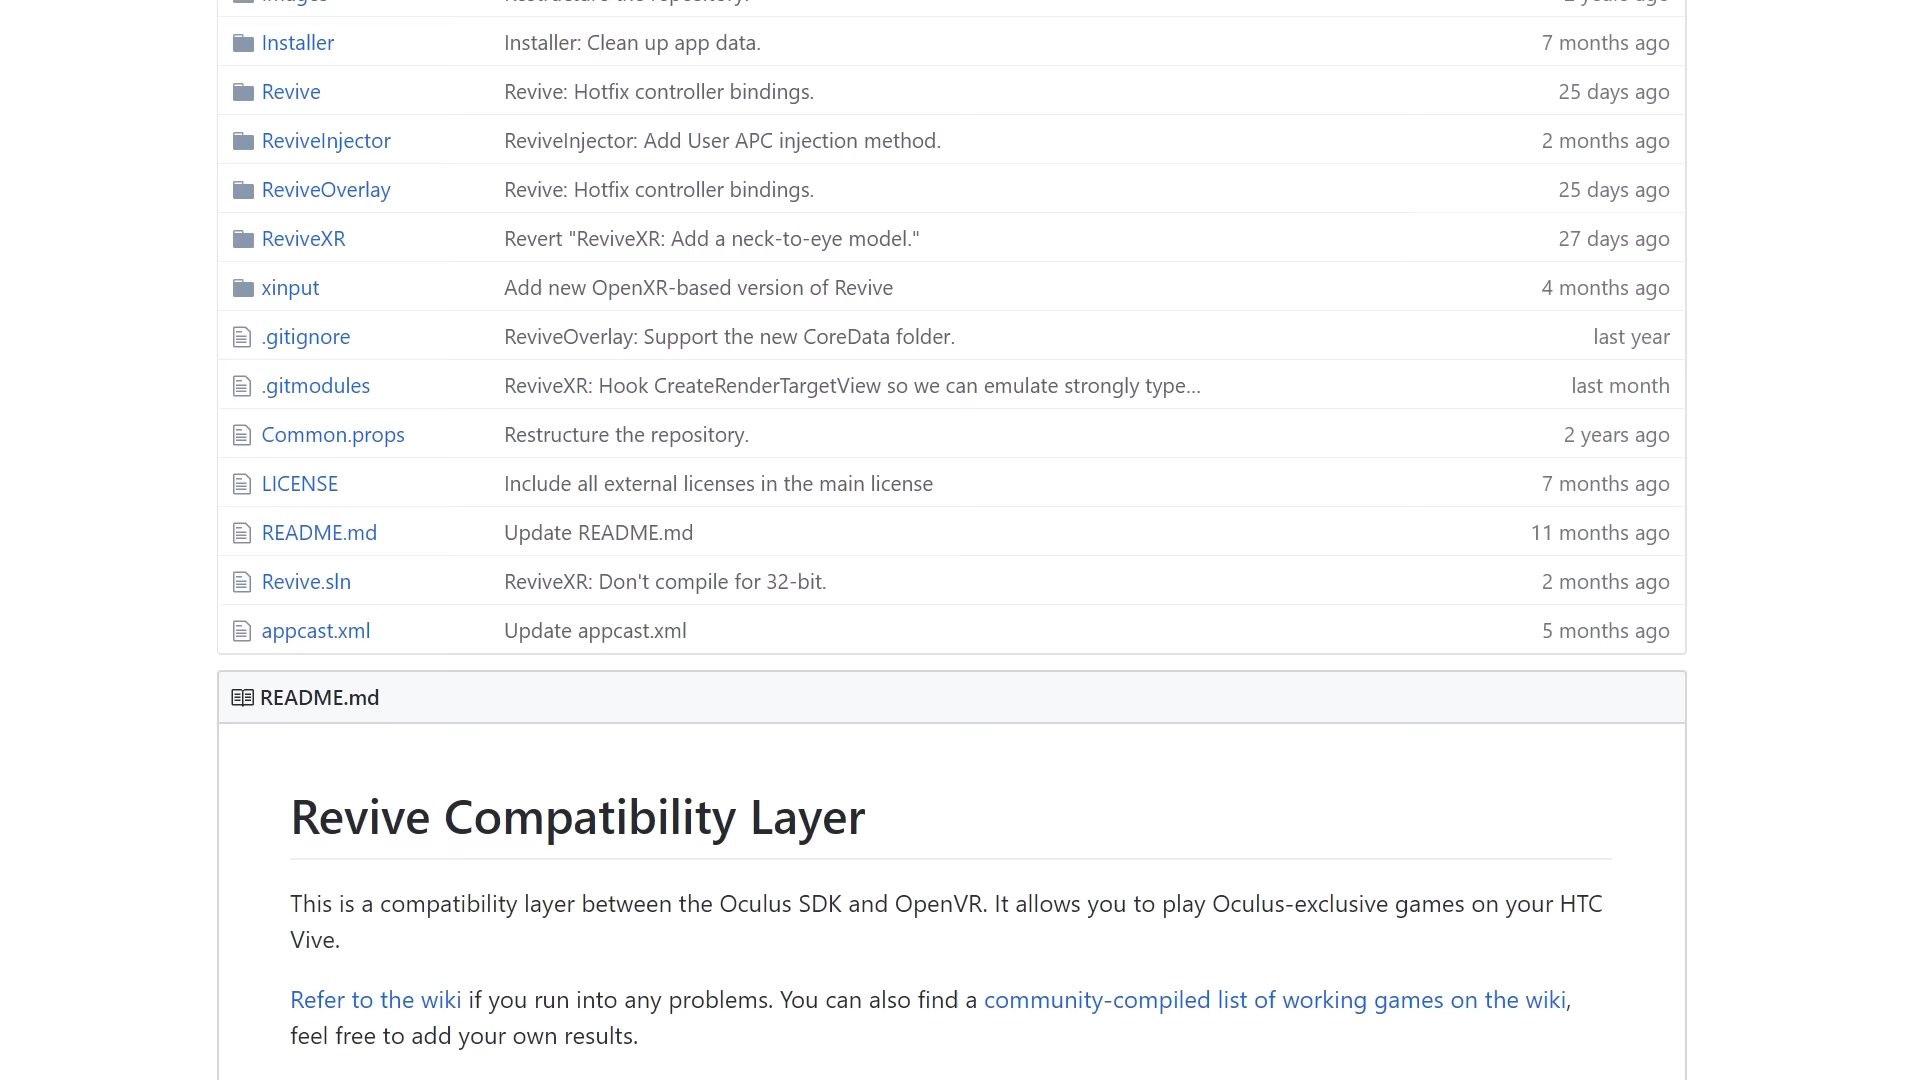 Images Restructure the repository. 2 years ago
Installer Installer: Clean up app data. 7 months ago
Revive Revive: Hotfix controller bindings. 25 days ago
ReviveInjector ReviveInjector: Add User APC injection method. 2 months ago
ReviveOverlay Revive: Hotfix controller bindings. 25 days ago
ReviveXR Revert "ReviveXR: Add a neck-to-eye model." 27 days ago
xinput Add new OpenXR-based version of Revive 4 months ago
.gitignore ReviveOverlay: Support the new CoreData folder. last year
.gitmodules ReviveXR: Hook CreateRenderTargetView so we can emulate strongly type... last month
Common.props Restructure the repository. 2 years ago
LICENSE Include all external licenses in the main license 7 months ago
README.md Update README.md 11 months ago
Revive.sln ReviveXR: Don't compile for 32-bit. 2 months ago
appcast.xml Update appcast.xml 5 months ago
README.md
Revive Compatibility Layer
This is a compatibility layer between the Oculus SDK and OpenVR. It allows you to play Oculus-exclusive games on your HTC
Vive.
Refer to the wiki if you run into any problems. You can also find a community-compiled list of working games on the wiki,
feel free to add your own results.